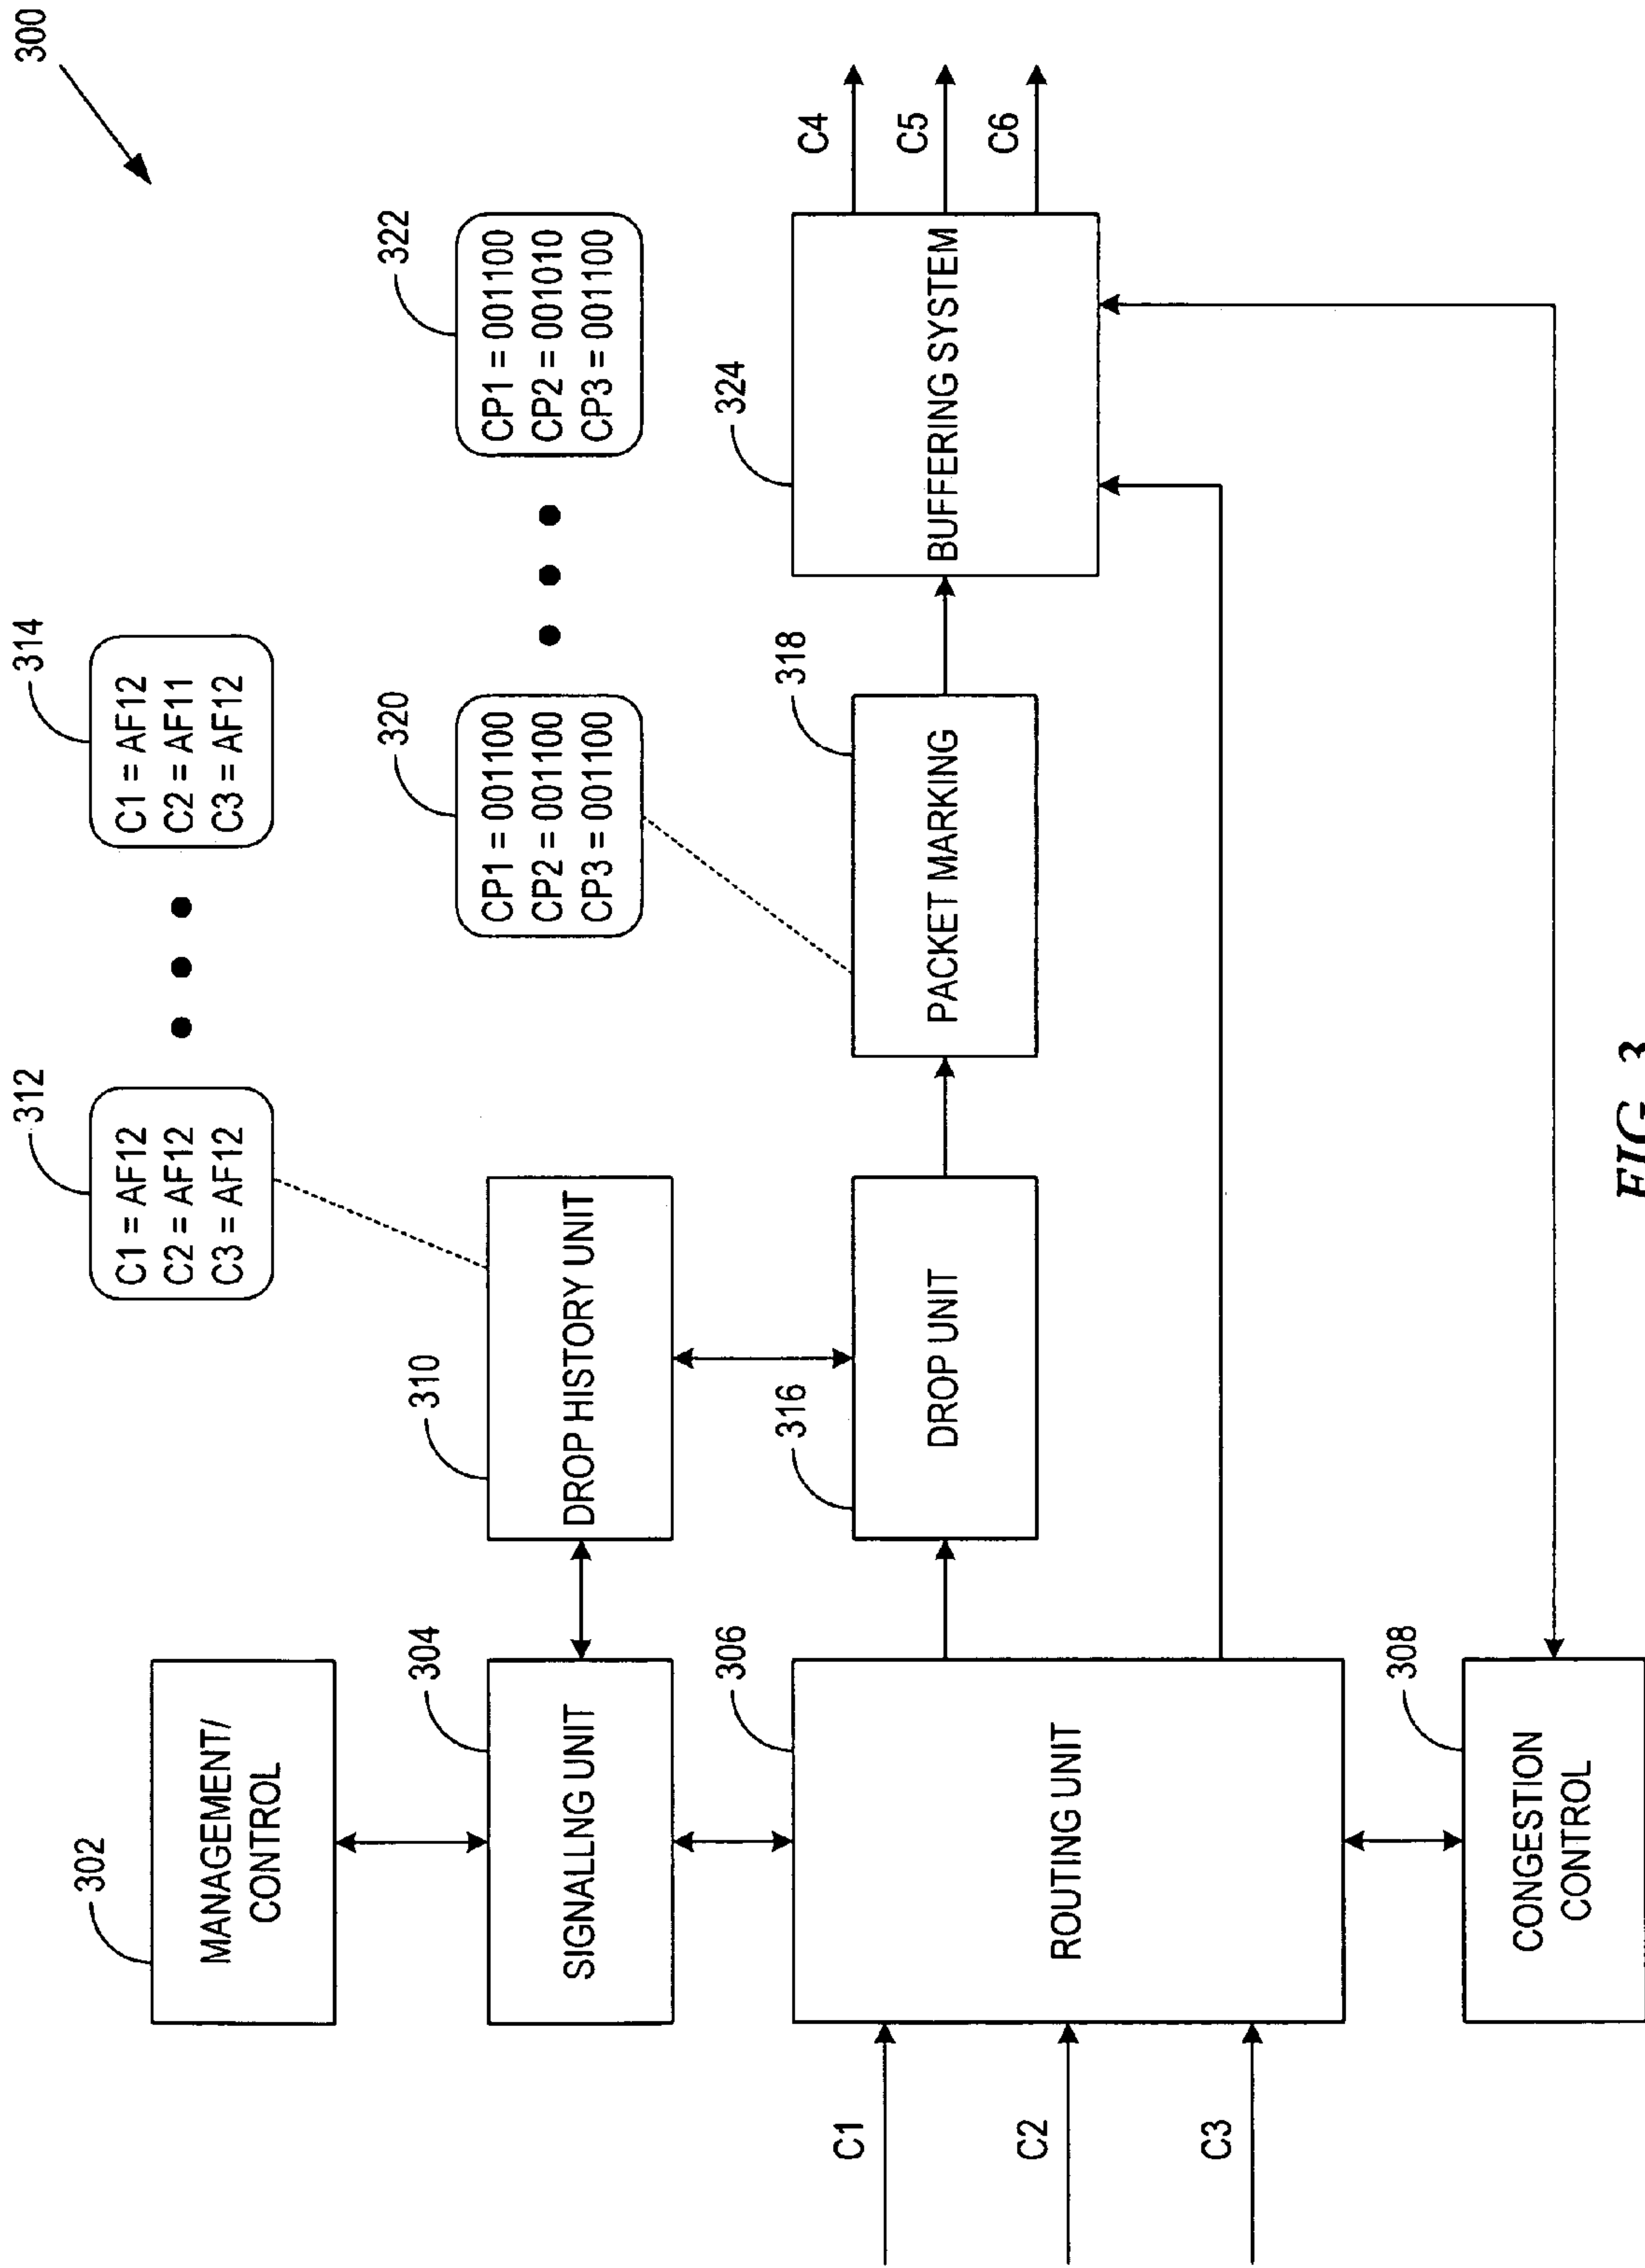 300
302
MANAGEMENT/
CONTROL
304
SIGNALLNG UNIT
306
ROUTING UNIT
308
CONGESTION
CONTROL
C1
C2
C3
310
DROP HISTORY UNIT
312
C1 = AF12
C2 = AF12
C3 = AF12
314
C1 = AF12
C2 = AF11
C3 = AF12
316
DROP UNIT
318
PACKET MARKING
320
CP1 = 001100
CP2 = 001100
CP3 = 001100
322
CP1 = 001100
CP2 = 001010
CP3 = 001100
324
BUFFERING SYSTEM
C4
C5
C6
FIG. 3